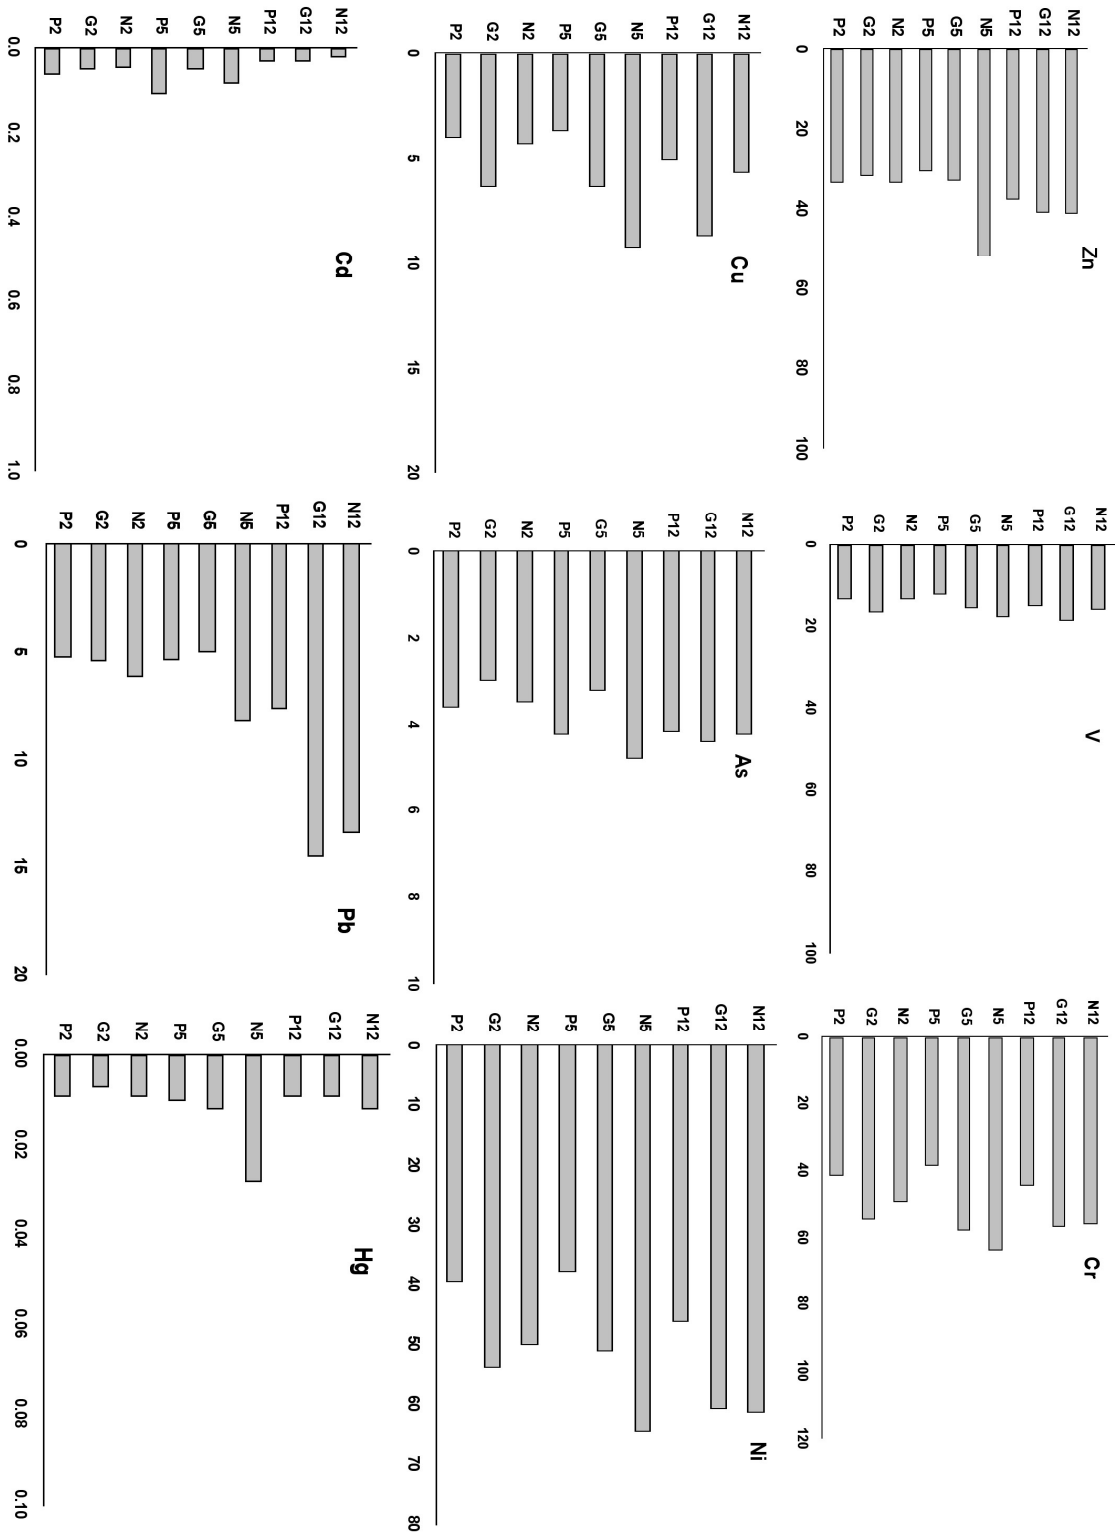 Zn
N12
G12
P12
N5
G5
P5
N2
G2
P2
0 20 40 60 80 100
V
N12
G12
P12
N5
G5
P5
N2
G2
P2
0 20 40 60 80 100
Cr
N12
G12
P12
N5
G5
P5
N2
G2
P2
0 20 40 60 80 100 120
Cu
N12
G12
P12
N5
G5
P5
N2
G2
P2
0 5 10 15 20
As
N12
G12
P12
N5
G5
P5
N2
G2
P2
0 2 4 6 8 10
Ni
N12
G12
P12
N5
G5
P5
N2
G2
P2
0 10 20 30 40 50 60 70 80
Cd
N12
G12
P12
N5
G5
P5
N2
G2
P2
0.0 0.2 0.4 0.6 0.8 1.0
Pb
N12
G12
P12
N5
G5
P5
N2
G2
P2
0 5 10 15 20
Hg
N12
G12
P12
N5
G5
P5
N2
G2
P2
0.00 0.02 0.04 0.06 0.08 0.10